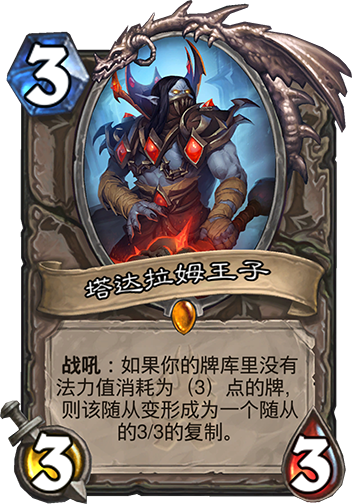 3
塔达拉姆王子
战吼：如果你的牌库里没有
法力值消耗为（3）点的牌，
则该随从变形成为一个随从
的3/3的复制。
3
3